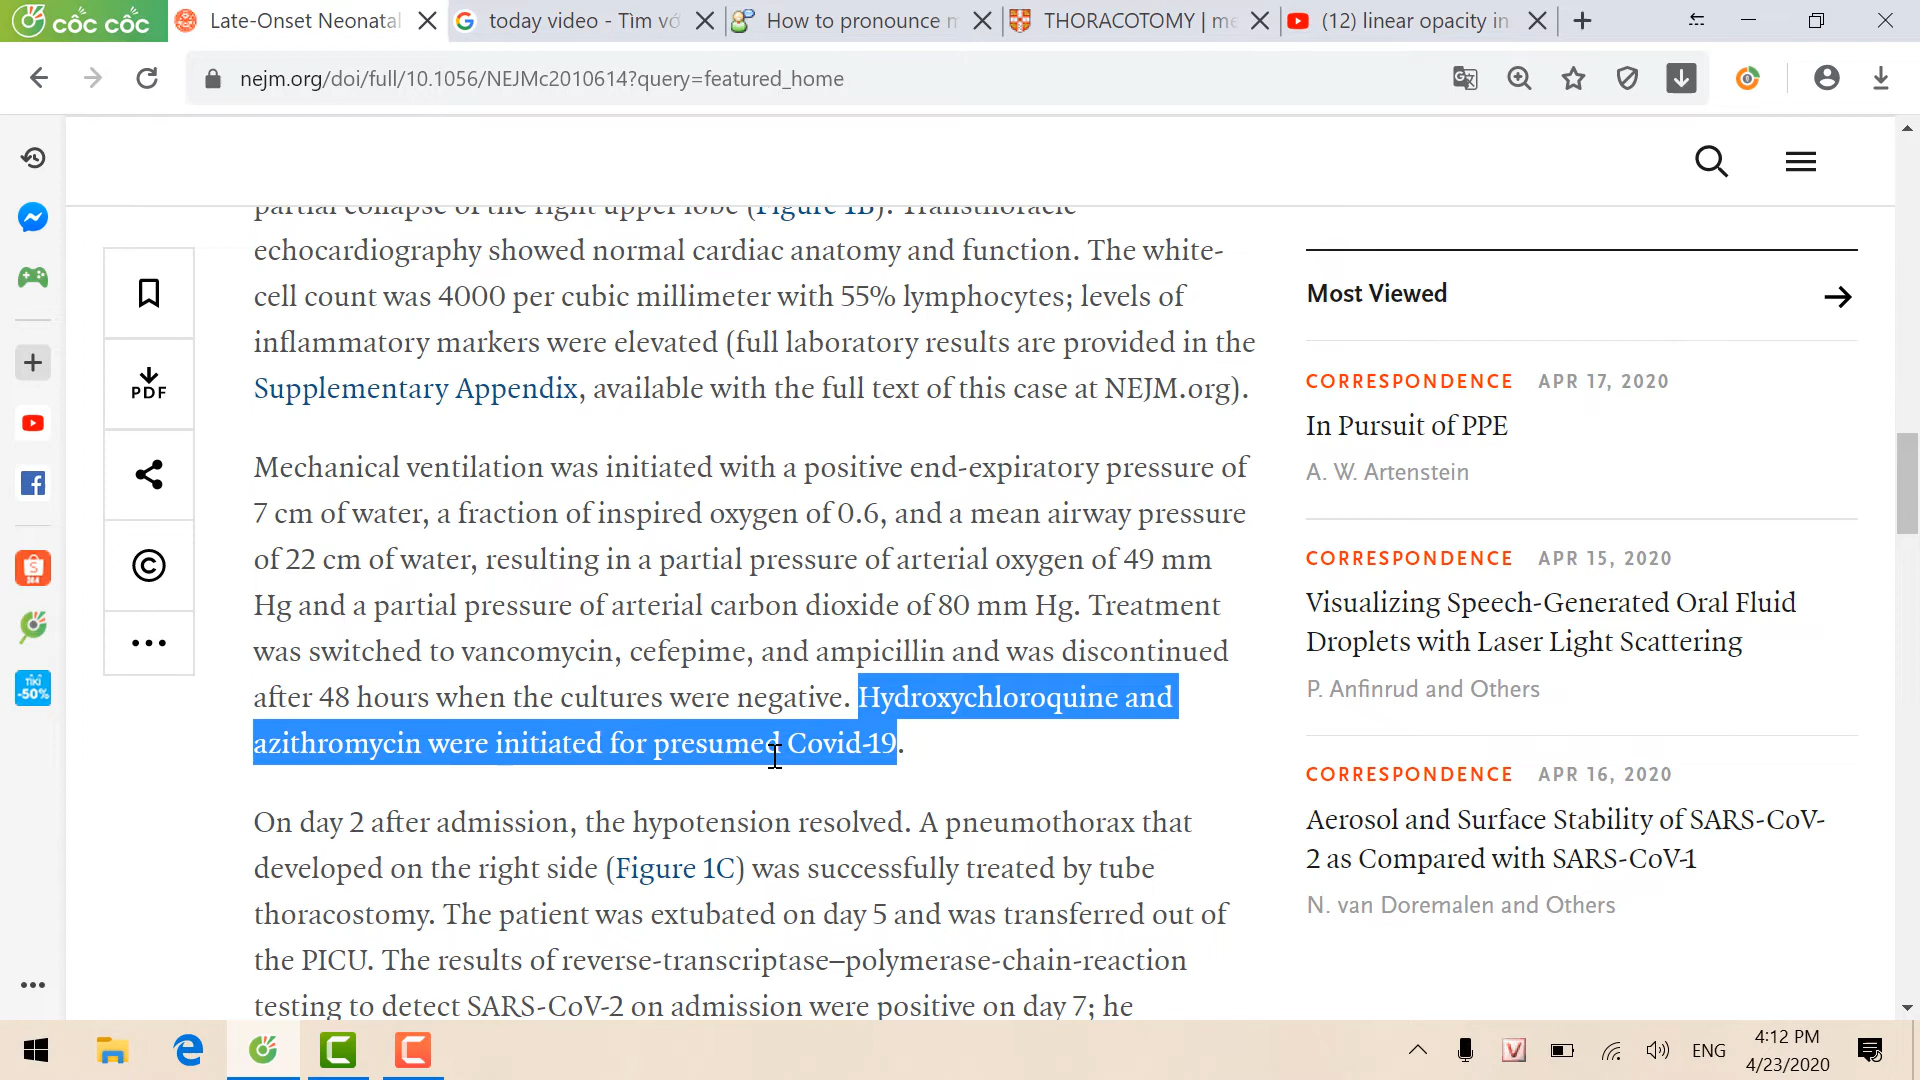 cốc cốc
Late-Onset Neonatal
today video - Tìm vớ
How to pronounce m
THORACOTOMY | me
(12) linear opacity in
nejm.org/doi/full/10.1056/NEJMc2010614?query=featured_home
partial collapse of the right upper lobe (Figure 1B). Transthoracic
echocardiography showed normal cardiac anatomy and function. The white-
cell count was 4000 per cubic millimeter with 55% lymphocytes; levels of
inflammatory markers were elevated (full laboratory results are provided in the
Supplementary Appendix, available with the full text of this case at NEJM.org).
Mechanical ventilation was initiated with a positive end-expiratory pressure of
7 cm of water, a fraction of inspired oxygen of 0.6, and a mean airway pressure
of 22 cm of water, resulting in a partial pressure of arterial oxygen of 49 mm
Hg and a partial pressure of arterial carbon dioxide of 80 mm Hg. Treatment
was switched to vancomycin, cefepime, and ampicillin and was discontinued
after 48 hours when the cultures were negative. Hydroxychloroquine and
azithromycin were initiated for presumed Covid-19.
On day 2 after admission, the hypotension resolved. A pneumothorax that
developed on the right side (Figure 1C) was successfully treated by tube
thoracostomy. The patient was extubated on day 5 and was transferred out of
the PICU. The results of reverse-transcriptase–polymerase-chain-reaction
testing to detect SARS-CoV-2 on admission were positive on day 7; he
PDF
Most Viewed
CORRESPONDENCE APR 17, 2020
In Pursuit of PPE
A. W. Artenstein
CORRESPONDENCE APR 15, 2020
Visualizing Speech-Generated Oral Fluid
Droplets with Laser Light Scattering
P. Anfinrud and Others
CORRESPONDENCE APR 16, 2020
Aerosol and Surface Stability of SARS-CoV-
2 as Compared with SARS-CoV-1
N. van Doremalen and Others
TIKI
-50%
ENG
4:12 PM
4/23/2020